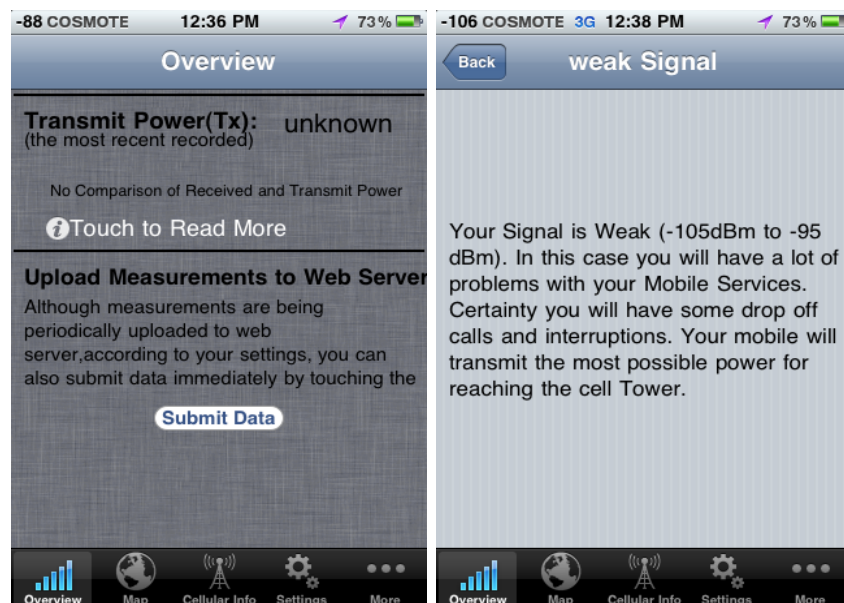 -88 COSMOTE 12:36 PM 73%
Overview
Transmit Power(Tx): unknown
(the most recent recorded)
No Comparison of Received and Transmit Power
Touch to Read More
Upload Measurements to Web Server
Although measurements are being
periodically uploaded to web
server,according to your settings, you can
also submit data immediately by touching the
Submit Data
Overview Map Cellular Info Settings More
-106 COSMOTE 3G 12:38 PM 73%
Back weak Signal
Your Signal is Weak (-105dBm to -95
dBm). In this case you will have a lot of
problems with your Mobile Services.
Certainty you will have some drop off
calls and interruptions. Your mobile will
transmit the most possible power for
reaching the cell Tower.
Overview Map Cellular Info Settings More